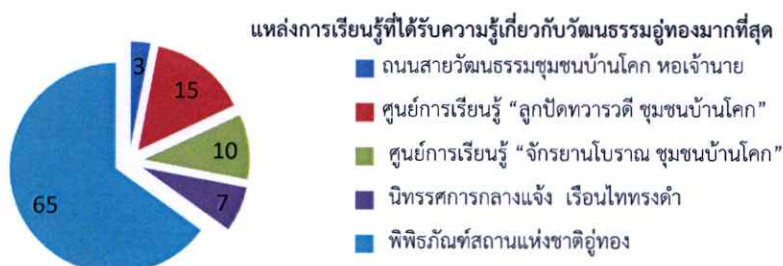 แหล่งการเรียนรู้ที่ได้รับความรู้เกี่ยวกับวัฒนธรรมอู่ทองมากที่สุด
3
15
10
7
65
ถนนสายวัฒนธรรมชุมชนบ้านโคก หอเจ้านาย
ศูนย์การเรียนรู้ “ลูกปัดทวารวดี ชุมชนบ้านโคก”
ศูนย์การเรียนรู้ “จักรยานโบราณ ชุมชนบ้านโคก”
นิทรรศการกลางแจ้ง เรือนไททรงดำ
พิพิธภัณฑ์สถานแห่งชาติอู่ทอง